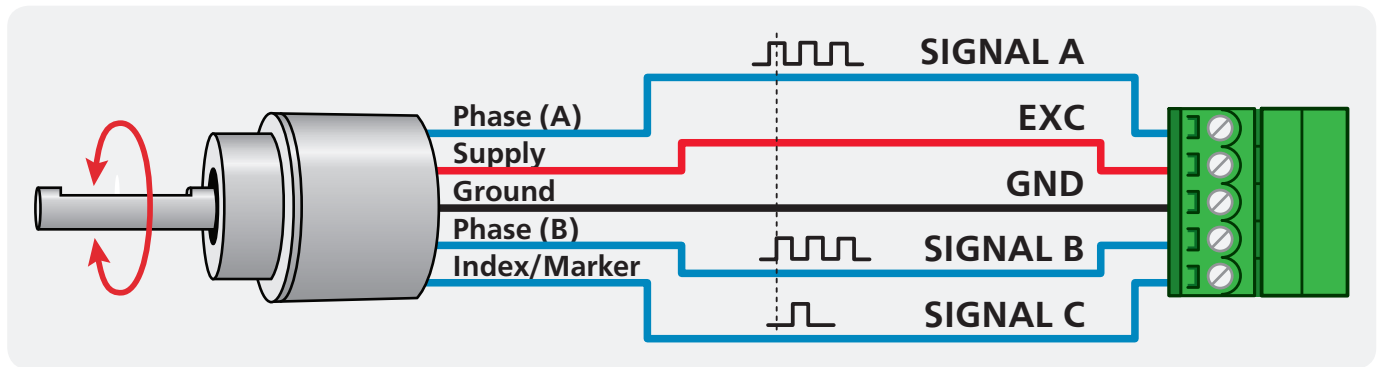 SIGNAL A
Phase (A)
EXC
Supply
GND
Ground
Phase (B)
SIGNAL B
Index/Marker
SIGNAL C